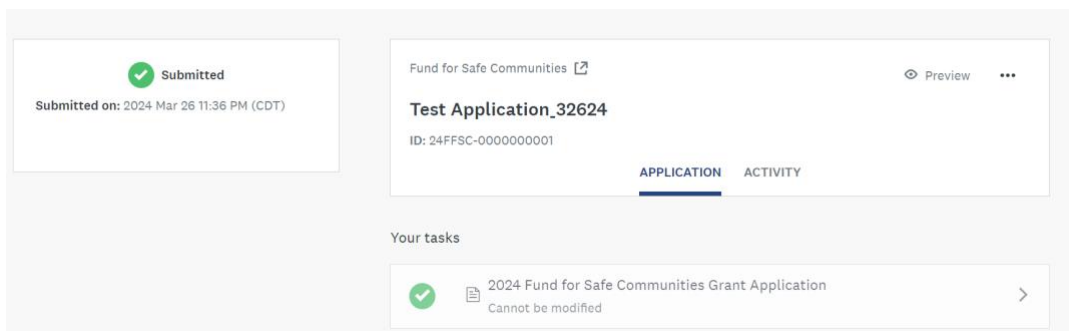 Submitted
Submitted on: 2024 Mar 26 11:36 PM (CDT)
Fund for Safe Communities
Preview
Test Application_32624
ID: 24FFSC-0000000001
APPLICATION ACTIVITY
Your tasks
2024 Fund for Safe Communities Grant Application
Cannot be modified